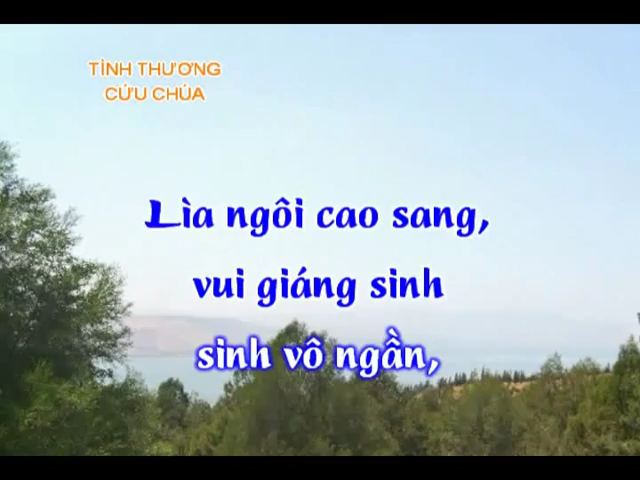 TÌNH THƯƠNG
CỨU CHÚA
Lìa ngôi cao sang,
vui giáng sinh
sinh vô ngần,